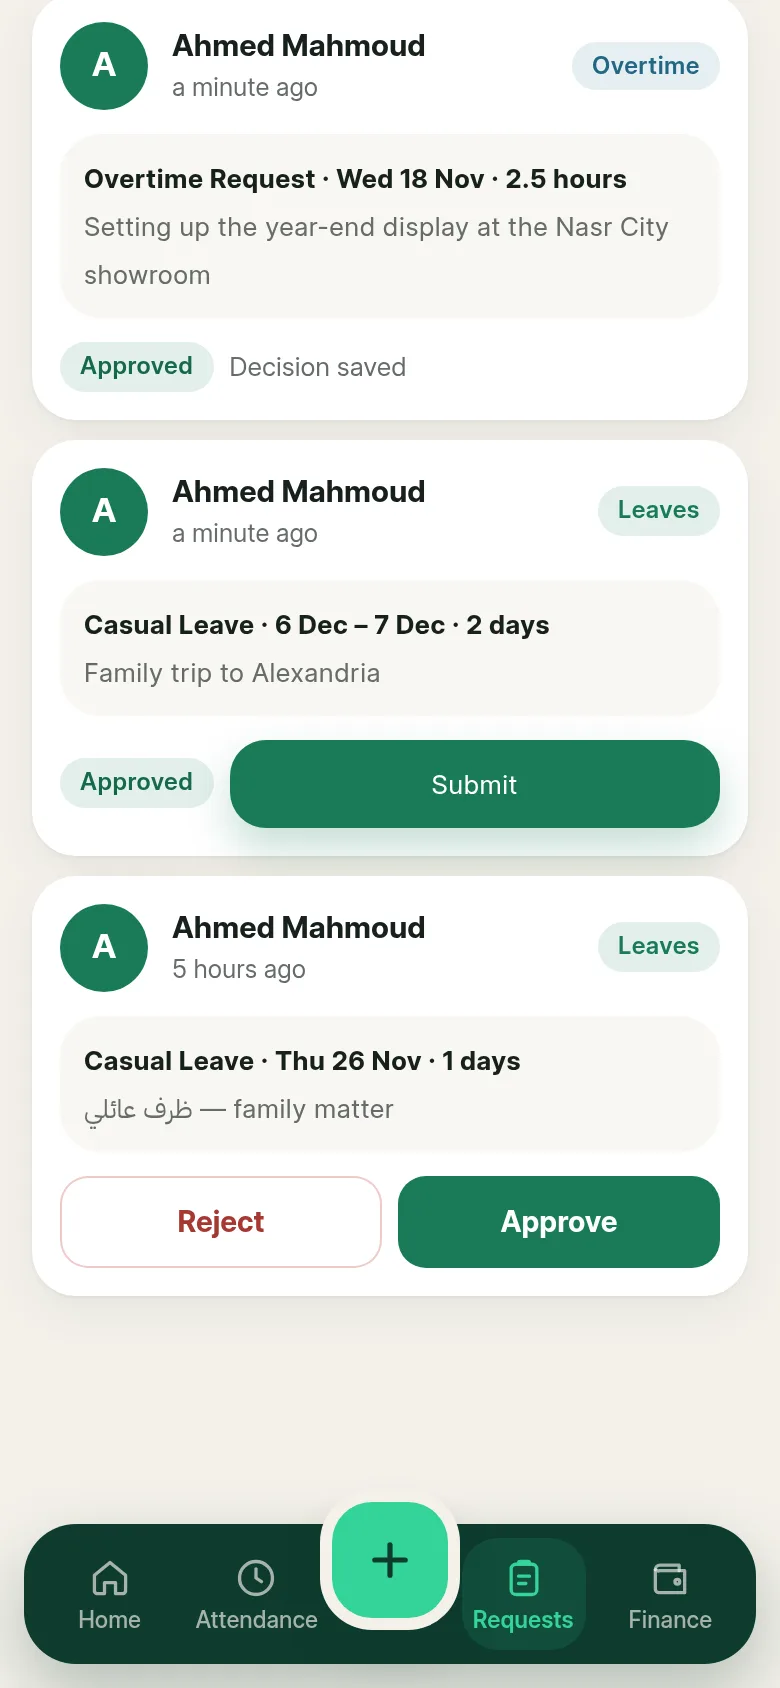 A
Ahmed Mahmoud
a minute ago
Overtime
Overtime Request · Wed 18 Nov · 2.5 hours
Setting up the year-end display at the Nasr City
showroom
Approved
Decision saved
A
Ahmed Mahmoud
a minute ago
Leaves
Casual Leave · 6 Dec – 7 Dec · 2 days
Family trip to Alexandria
Approved
Submit
A
Ahmed Mahmoud
5 hours ago
Leaves
Casual Leave · Thu 26 Nov · 1 days
ظرف عائلي — family matter
Reject
Approve
Home
Attendance
Requests
Finance